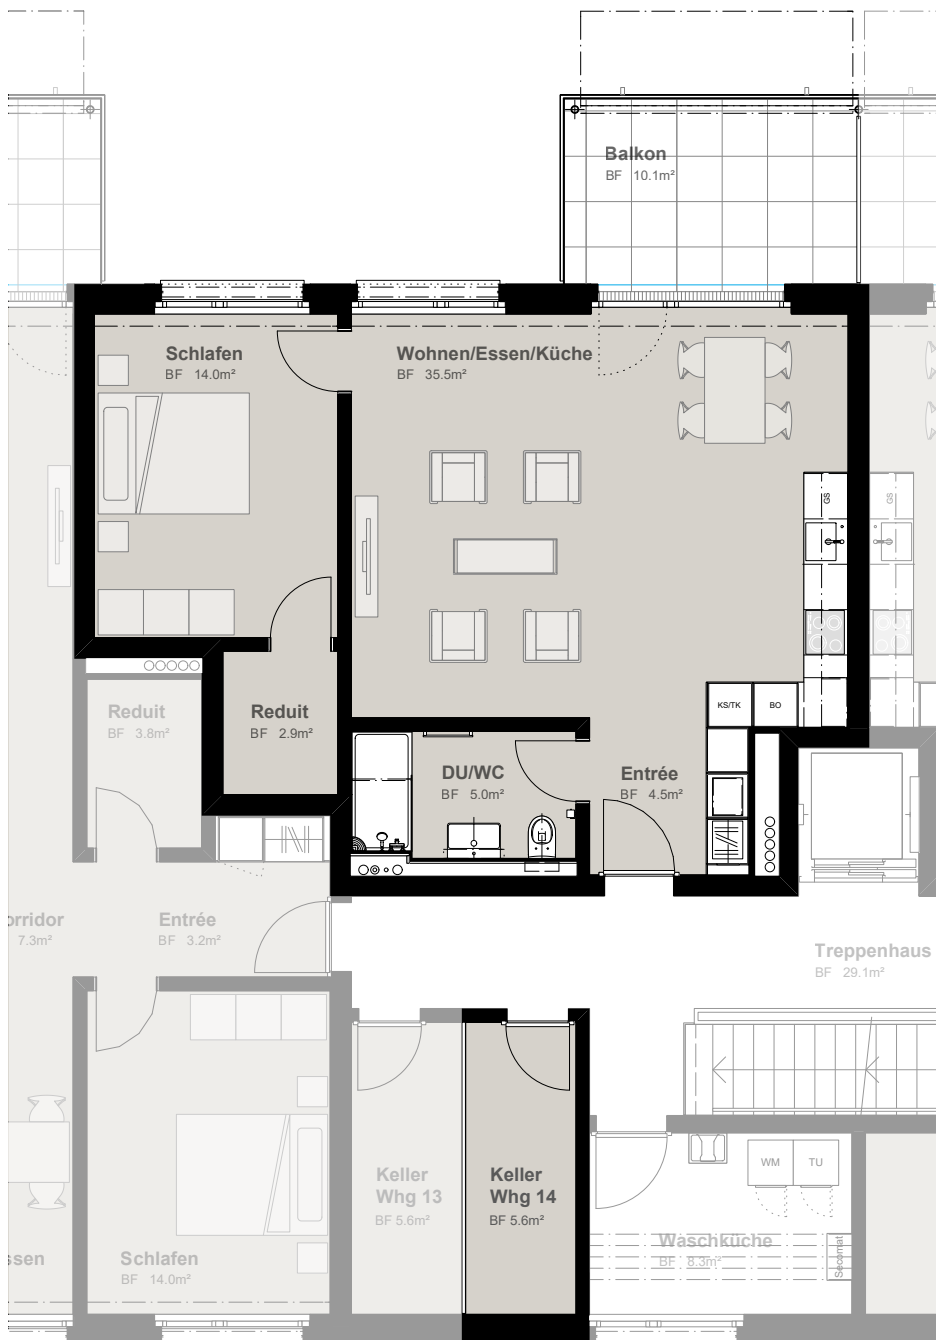 Balkon
BF 10.1m²
Schlafen
BF 14.0m²
Wohnen/Essen/Küche
BF 35.5m²
GS
GS
Reduit
BF 3.8m²
Reduit
BF 2.9m²
KS/TK
BO
DU/WC
BF 5.0m²
Entrée
BF 4.5m²
orridor
7.3m²
Entrée
BF 3.2m²
Treppenhaus
BF 29.1m²
Keller
Whg 13
BF 5.6m²
Keller
Whg 14
BF 5.6m²
WM
TU
Waschküche
BF 8.3m²
Secomat
ssen
Schlafen
BF 14.0m²